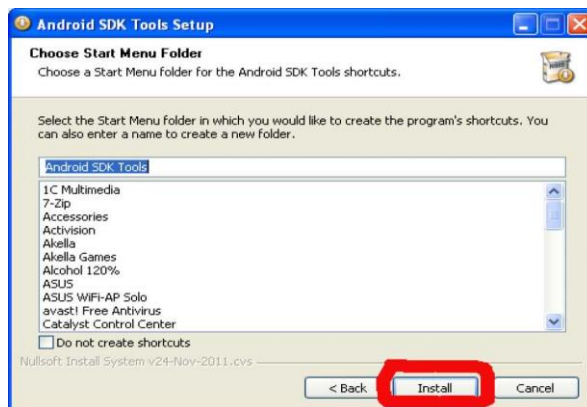 Android SDK Tools Setup
Choose Start Menu Folder
Choose a Start Menu folder for the Android SDK Tools shortcuts.
Select the Start Menu folder in which you would like to create the program's shortcuts. You
can also enter a name to create a new folder.
Android SDK Tools
1C Multimedia
7-Zip
Accessories
Activision
Akella
Akella Games
Alcohol 120%
ASUS
ASUS WiFi-AP Solo
avast! Free Antivirus
Catalyst Control Center
Do not create shortcuts
Nullsoft Install System v24-Nov-2011.cvs
< Back
Install
Cancel